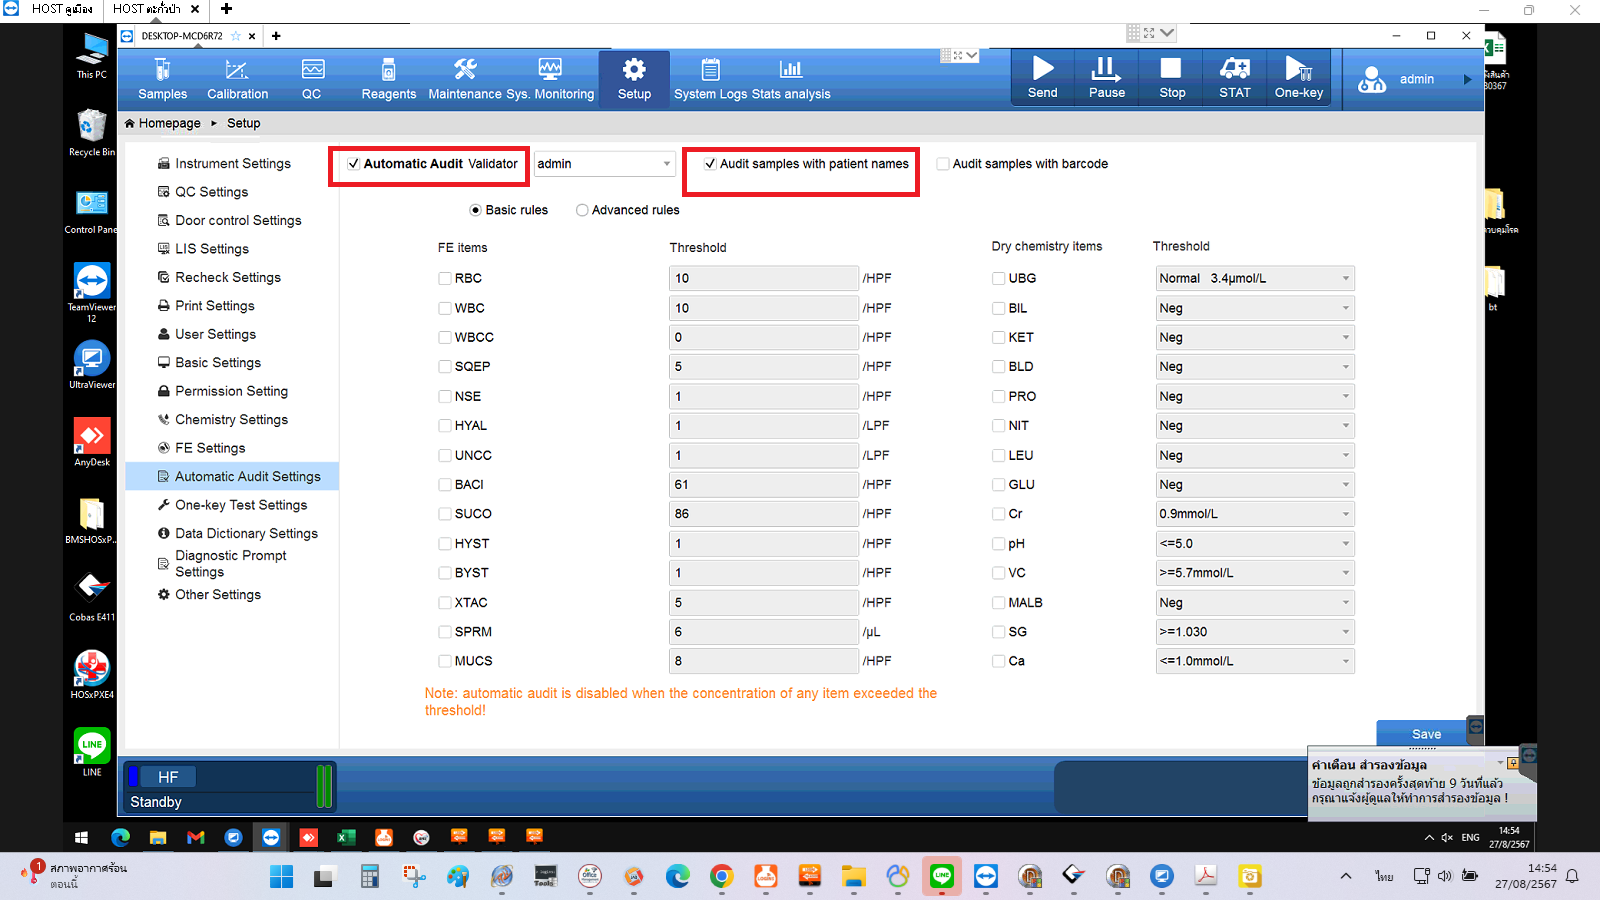 HOST คูเมือง
HOST ตะกั่วป่า
DESKTOP-MCD6R72
Samples
Calibration
QC
Reagents
Maintenance
Sys. Monitoring
Setup
System Logs
Stats analysis
Send
Pause
Stop
STAT
One-key
admin
Homepage
Setup
Instrument Settings
QC Settings
Door control Settings
LIS Settings
Recheck Settings
Print Settings
User Settings
Basic Settings
Permission Setting
Chemistry Settings
FE Settings
Automatic Audit Settings
One-key Test Settings
Data Dictionary Settings
Diagnostic Prompt
Settings
Other Settings
Automatic Audit Validator admin Audit samples with patient names Audit samples with barcode
Basic rules Advanced rules
FE items Threshold Dry chemistry items Threshold
RBC 10 /HPF UBG Normal 3.4μmol/L
WBC 10 /HPF BIL Neg
WBCC 0 /HPF KET Neg
SQEP 5 /HPF BLD Neg
NSE 1 /HPF PRO Neg
HYAL 1 /LPF NIT Neg
UNCC 1 /LPF LEU Neg
BACI 61 /HPF GLU Neg
SUCO 86 /HPF Cr 0.9mmol/L
HYST 1 /HPF pH <=5.0
BYST 1 /HPF VC >=5.7mmol/L
XTAC 5 /HPF MALB Neg
SPRM 6 /μL SG >=1.030
MUCS 8 /HPF Ca <=1.0mmol/L
Note: automatic audit is disabled when the concentration of any item exceeded the
threshold!
Save
HF
Standby
This PC
Recycle Bin
Control Pane
TeamViewer
12
UltraViewer
AnyDesk
BMSHOSxP...
Cobas E411
HOSxPXE4
LINE
LINE
bt
คำเตือน สำรองข้อมูล
ข้อมูลถูกสำรองครั้งสุดท้าย 9 วันที่แล้ว
กรุณาแจ้งผู้ดูแลให้ทำการสำรองข้อมูล !
ENG
14:54
27/8/2567
1
สภาพอากาศร้อน
ตอนนี้
ไทย
14:54
27/08/2567